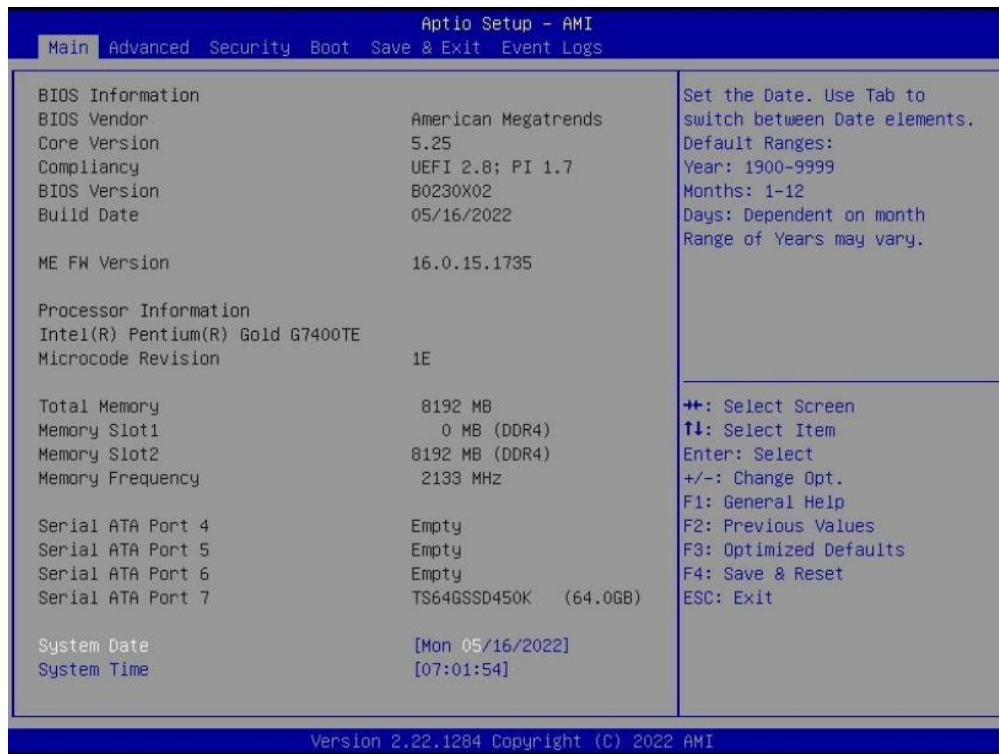 Aptio Setup – AMI
Main Advanced Security Boot Save & Exit Event Logs
BIOS Information
BIOS Vendor American Megatrends
Core Version 5.25
Compliancy UEFI 2.8; PI 1.7
BIOS Version B0230X02
Build Date 05/16/2022
ME FW Version 16.0.15.1735
Processor Information
Intel(R) Pentium(R) Gold G7400TE
Microcode Revision 1E
Total Memory 8192 MB
Memory Slot1 0 MB (DDR4)
Memory Slot2 8192 MB (DDR4)
Memory Frequency 2133 MHz
Serial ATA Port 4 Empty
Serial ATA Port 5 Empty
Serial ATA Port 6 Empty
Serial ATA Port 7 TS64GSSD450K (64.0GB)
System Date [Mon 05/16/2022]
System Time [07:01:54]
Set the Date. Use Tab to
switch between Date elements.
Default Ranges:
Year: 1900-9999
Months: 1-12
Days: Dependent on month
Range of Years may vary.
→←: Select Screen
↑↓: Select Item
Enter: Select
+/-: Change Opt.
F1: General Help
F2: Previous Values
F3: Optimized Defaults
F4: Save & Reset
ESC: Exit
Version 2.22.1284 Copyright (C) 2022 AMI